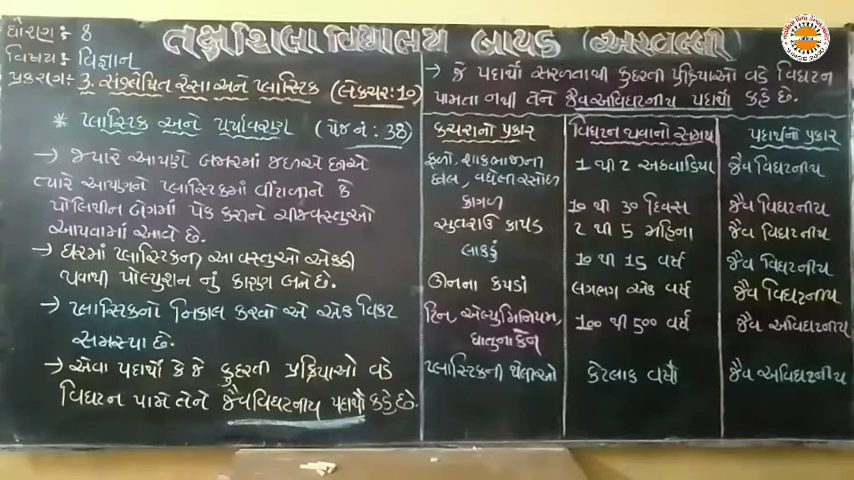 ધોરણ : 8
તક્ષશિલા વિદ્યાલય બાયડ (અરવલ્લી)
વિષય : વિજ્ઞાન
પ્રકરણ : 3. સંશ્લેષિત રેસા અને પ્લાસ્ટિક (લેક્ચર : 10)
* પ્લાસ્ટિક અને પર્યાવરણ (પેજ નં : 38)
→ જ્યારે આપણે બજારમાં જઈએ છીએ
ત્યારે આપણને પ્લાસ્ટિકમાં વીંટાળીને કે
પોલિથીન બેગમાં પેક કરીને ચીજવસ્તુઓ
આપવામાં આવે છે.
→ ઘરમાં પ્લાસ્ટિકની આ વસ્તુઓ એકઠી
થવાથી પોલ્યુશન નું કારણ બને છે.
→ પ્લાસ્ટિકનો નિકાલ કરવો એ એક વિકટ
સમસ્યા છે.
→ એવા પદાર્થો કે જે કુદરતી પ્રક્રિયાઓ વડે
વિઘટન પામે તેને જૈવવિઘટનીય પદાર્થો કહે છે.
→ જે પદાર્થો સરળતાથી કુદરતી પ્રક્રિયાઓ વડે વિઘટન
પામતા નથી તેને જૈવઅવિઘટનીય પદાર્થો કહે છે.
કચરાનો પ્રકાર વિઘટન થવાનો સમય પદાર્થનો પ્રકાર
ફળો, શાકભાજીના
છાલ, વધેલી રસોઈ 1 થી 2 અઠવાડિયા જૈવ વિઘટનીય
કાગળ 10 થી 30 દિવસ જૈવ વિઘટનીય
સુતરાઉ કાપડ 2 થી 5 મહિના જૈવ વિઘટનીય
લાકડું 10 થી 15 વર્ષ જૈવ વિઘટનીય
ઊનના કપડાં લગભગ એક વર્ષ જૈવ વિઘટનીય
ટિન, એલ્યુમિનિયમ,
ધાતુના કેન 100 થી 500 વર્ષ જૈવ અવિઘટનીય
પ્લાસ્ટિકની થેલીઓ કેટલાક વર્ષો જૈવ અવિઘટનીય